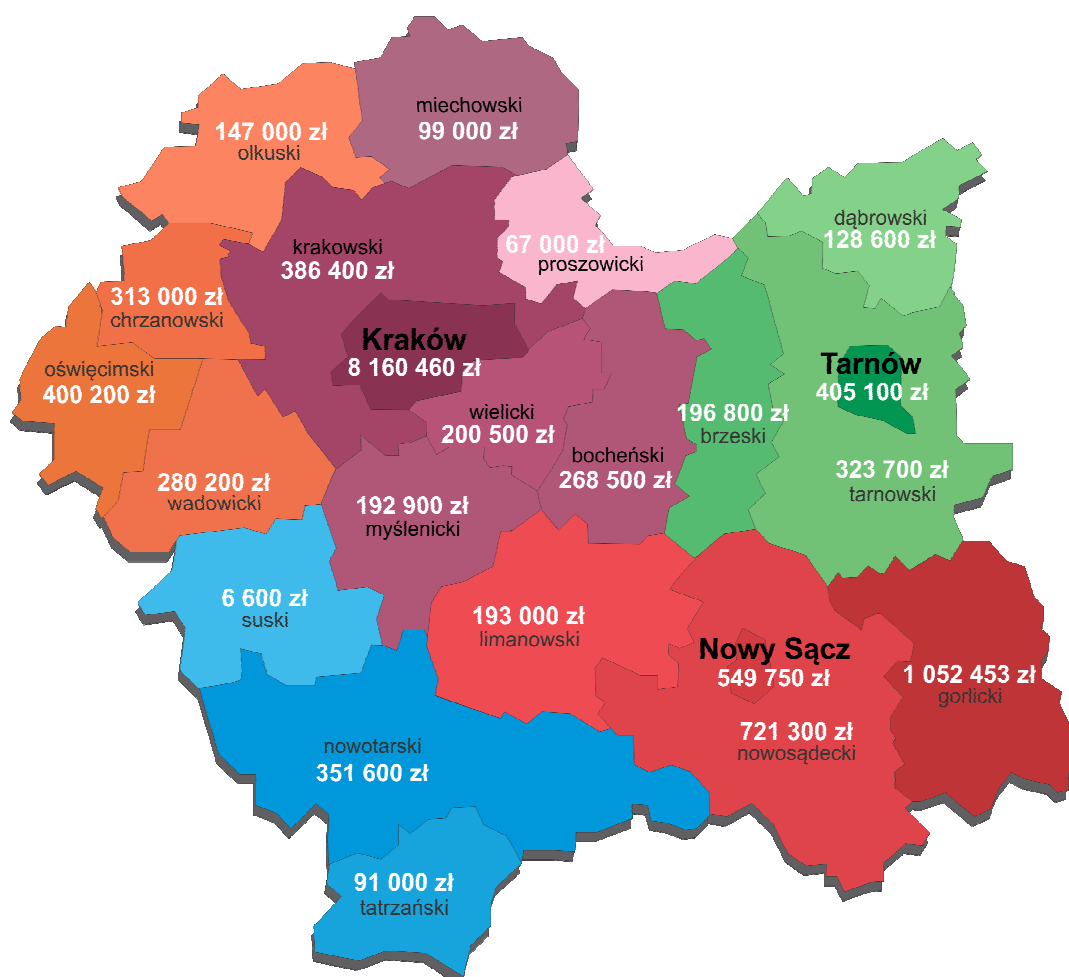 miechowski
99 000 zł
147 000 zł
olkuski
dąbrowski
128 600 zł
krakowski
386 400 zł
67 000 zł
proszowicki
313 000 zł
chrzanowski
Kraków
8 160 460 zł
oświęcimski
400 200 zł
Tarnów
405 100 zł
wielicki
200 500 zł
196 800 zł
brzeski
bocheński
268 500 zł
323 700 zł
tarnowski
280 200 zł
wadowicki
192 900 zł
myślenicki
6 600 zł
suski
193 000 zł
limanowski
Nowy Sącz
549 750 zł
1 052 453 zł
gorlicki
721 300 zł
nowosądecki
nowotarski
351 600 zł
91 000 zł
tatrzański